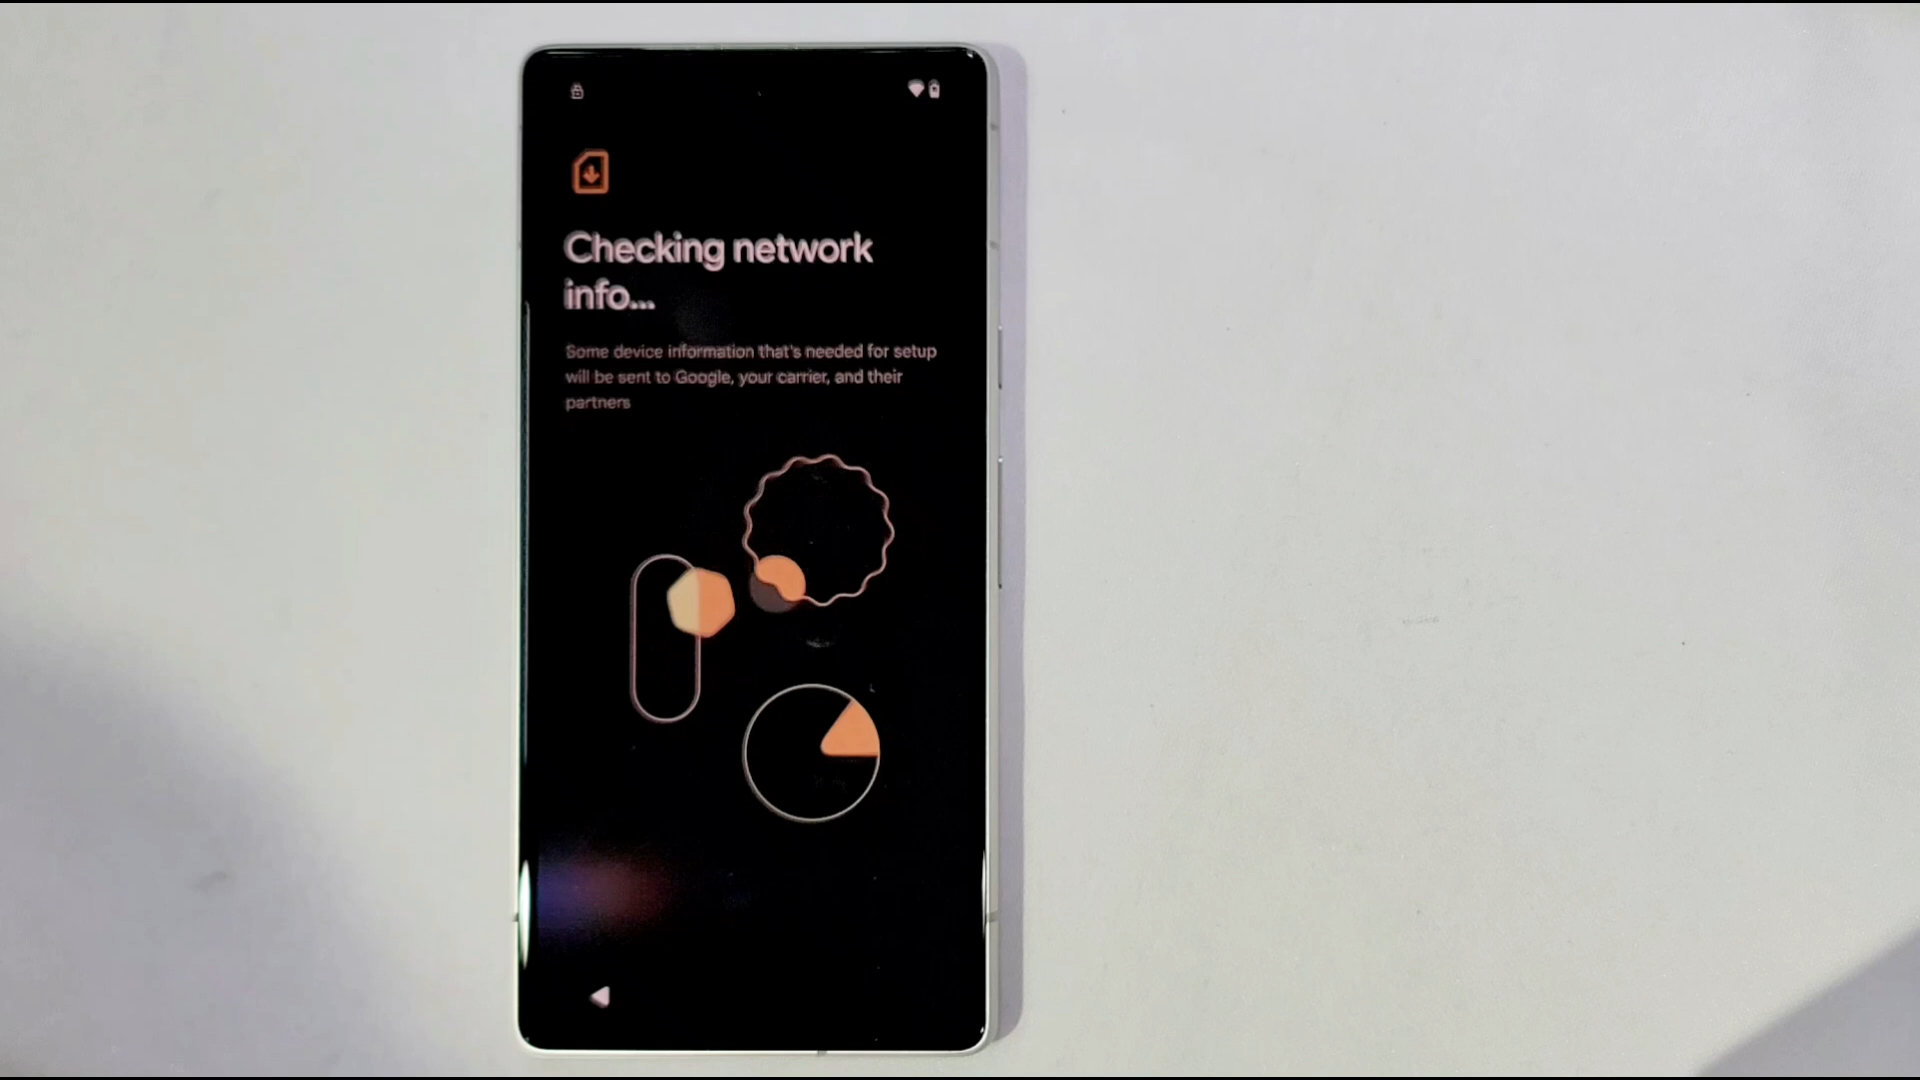 Checking network
info...
Some device information that's needed for setup
will be sent to Google, your carrier, and their
partners